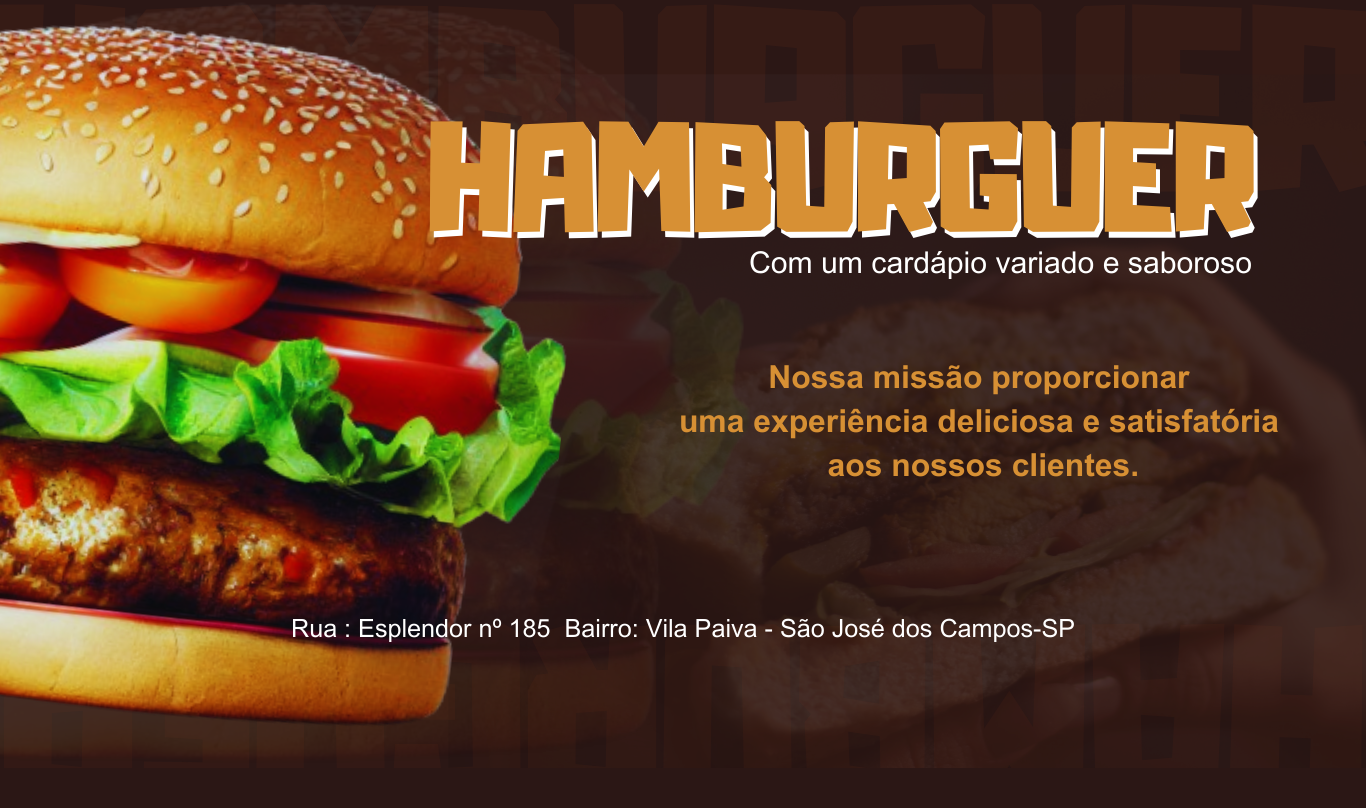 HAMBURGUER
Com um cardápio variado e saboroso
Nossa missão proporcionar
uma experiência deliciosa e satisfatória
aos nossos clientes.
Rua : Esplendor nº 185  Bairro: Vila Paiva - São José dos Campos-SP